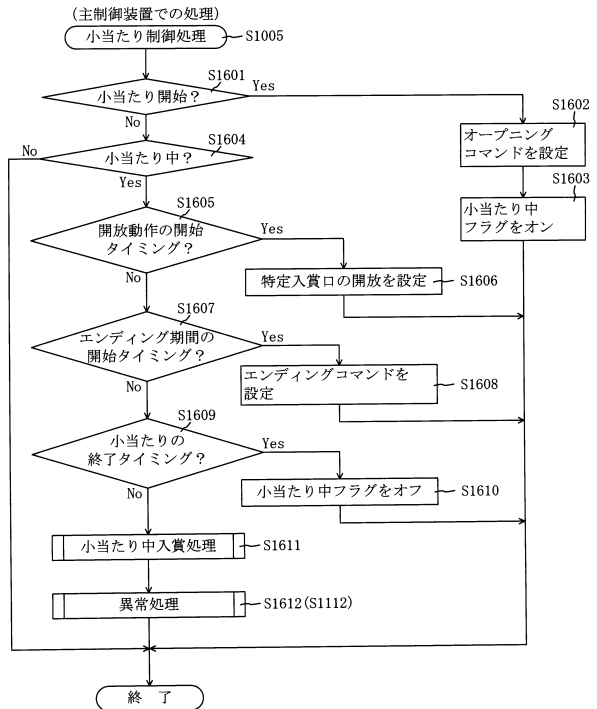 (主制御装置での処理)
小当たり制御処理
S1005
S1601
小当たり開始？
Yes
No
S1602
オープニング
コマンドを設定
S1603
小当たり中
フラグをオン
S1604
小当たり中？
No
Yes
S1605
開放動作の開始
タイミング？
Yes
No
特定入賞口の開放を設定
S1606
S1607
エンディング期間の
開始タイミング？
Yes
No
エンディングコマンドを
設定
S1608
S1609
小当たりの
終了タイミング？
Yes
No
小当たり中フラグをオフ
S1610
小当たり中入賞処理
S1611
異常処理
S1612(S1112)
終 了